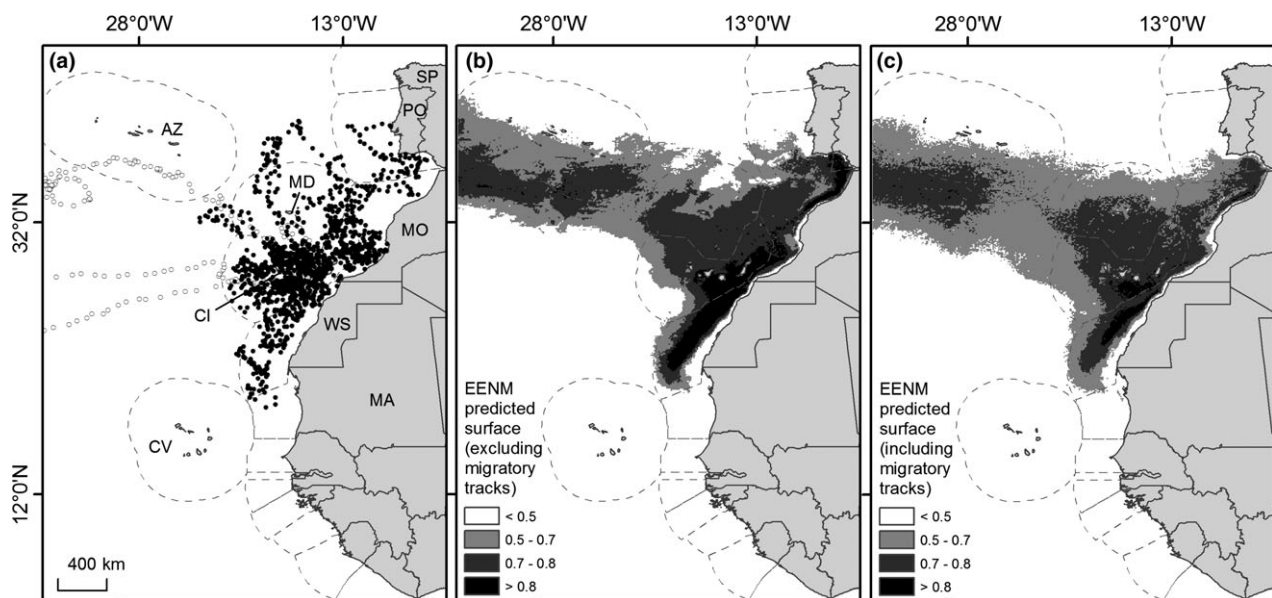 28°0'W 13°0'W 28°0'W 13°0'W 28°0'W 13°0'W
(a) (b) (c)
SP
PO
AZ
MD
32°0'N
MO
CI
WS
MA
CV
12°0'N
400 km
EENM
predicted
surface
(excluding
migratory
tracks)
< 0.5
0.5 - 0.7
0.7 - 0.8
> 0.8
EENM
predicted
surface
(including
migratory
tracks)
< 0.5
0.5 - 0.7
0.7 - 0.8
> 0.8